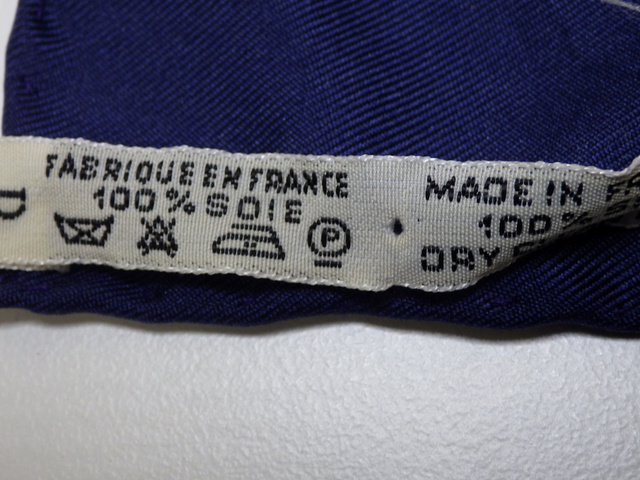 FABRIQUE EN FRANCE
100% SOIE
P
MADE IN
100%
DRY
D